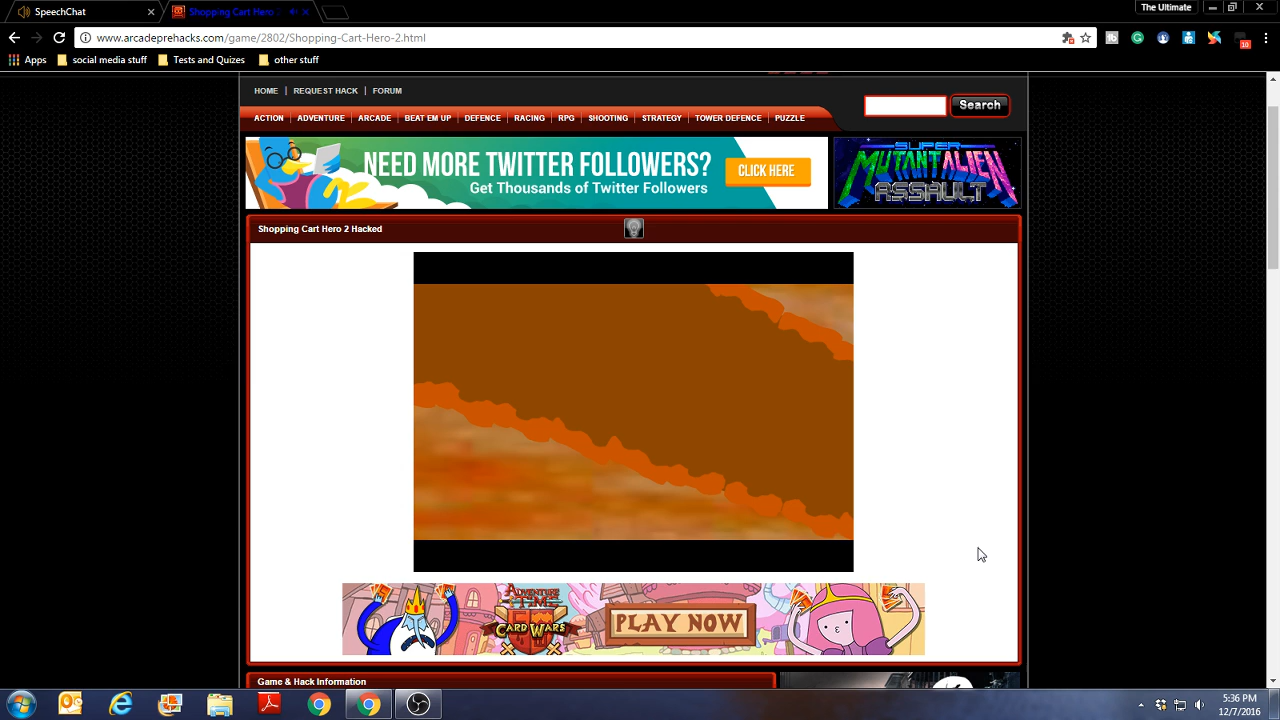 SpeechChat
Shopping Cart Hero
The Ultimate
www.arcadeprehacks.com/game/2802/Shopping-Cart-Hero-2.html
10
Apps
social media stuff
Tests and Quizes
other stuff
HOME | REQUEST HACK | FORUM
Search
ACTION | ADVENTURE | ARCADE | BEAT EM UP | DEFENCE | RACING | RPG | SHOOTING | STRATEGY | TOWER DEFENCE | PUZZLE
NEED MORE TWITTER FOLLOWERS?
Get Thousands of Twitter Followers
CLICK HERE
SUPER
MUTANT ALIEN
ASSAULT
Shopping Cart Hero 2 Hacked
ADVENTURE
TIME
CARD WARS
PLAY NOW
Game & Hack Information
5:36 PM
12/7/2016